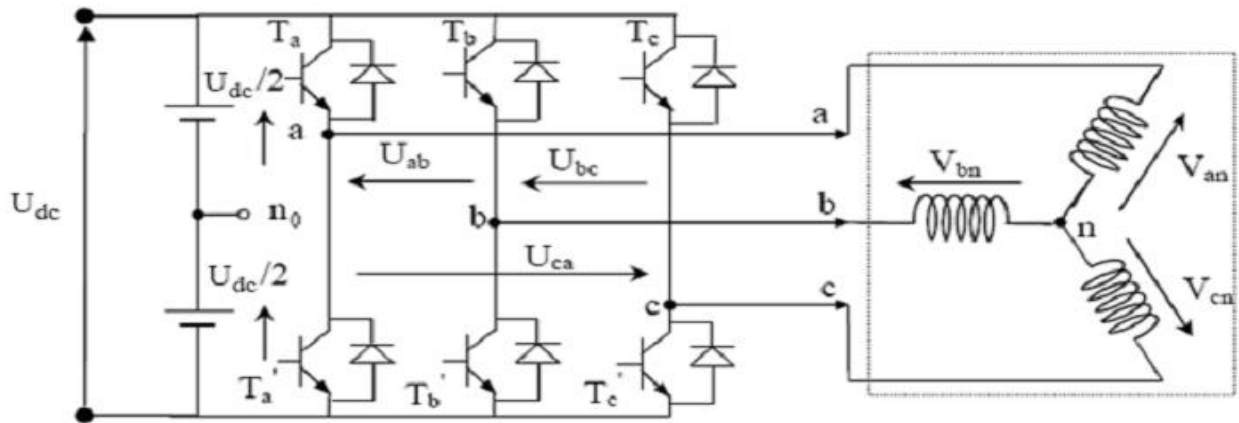 Ta
Tb
Tc
Udc/2
a
a
Uab
Ubc
Vbn
Van
Udc
n0
b
b
n
Uca
Udc/2
c
c
Vcn
Ta'
Tb'
Tc'